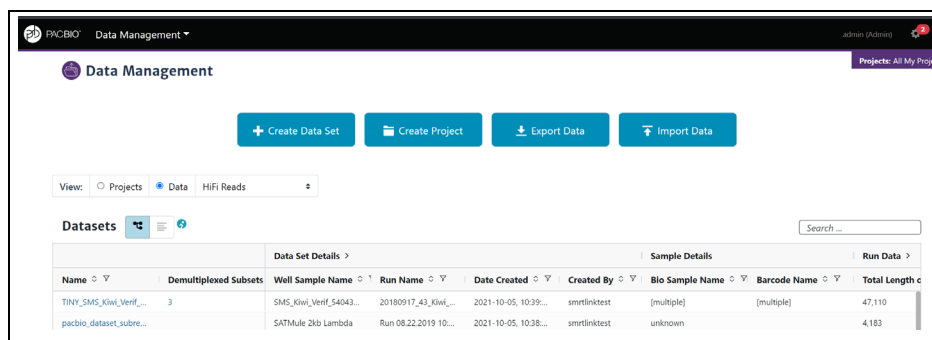 PACBIO® Data Management admin (Admin) 2
Data Management
Projects: All My Proj
Create Data Set Create Project Export Data Import Data
View: Projects Data HiFi Reads
Datasets Search ...
Data Set Details > Sample Details Run Data >
Name Demultiplexed Subsets Well Sample Name Run Name Date Created Created By Bio Sample Name Barcode Name Total Length
TINY_SMS_Kiwi_Verif_... 3 SMS_Kiwi_Verif_54043... 20180917_43_Kiwi_... 2021-10-05, 10:39:... smrtlinktest [multiple] [multiple] 47,110
pacbio_dataset_subre... SATMule 2kb Lambda Run 08.22.2019 10:... 2021-10-05, 10:38:... smrtlinktest unknown 4,183